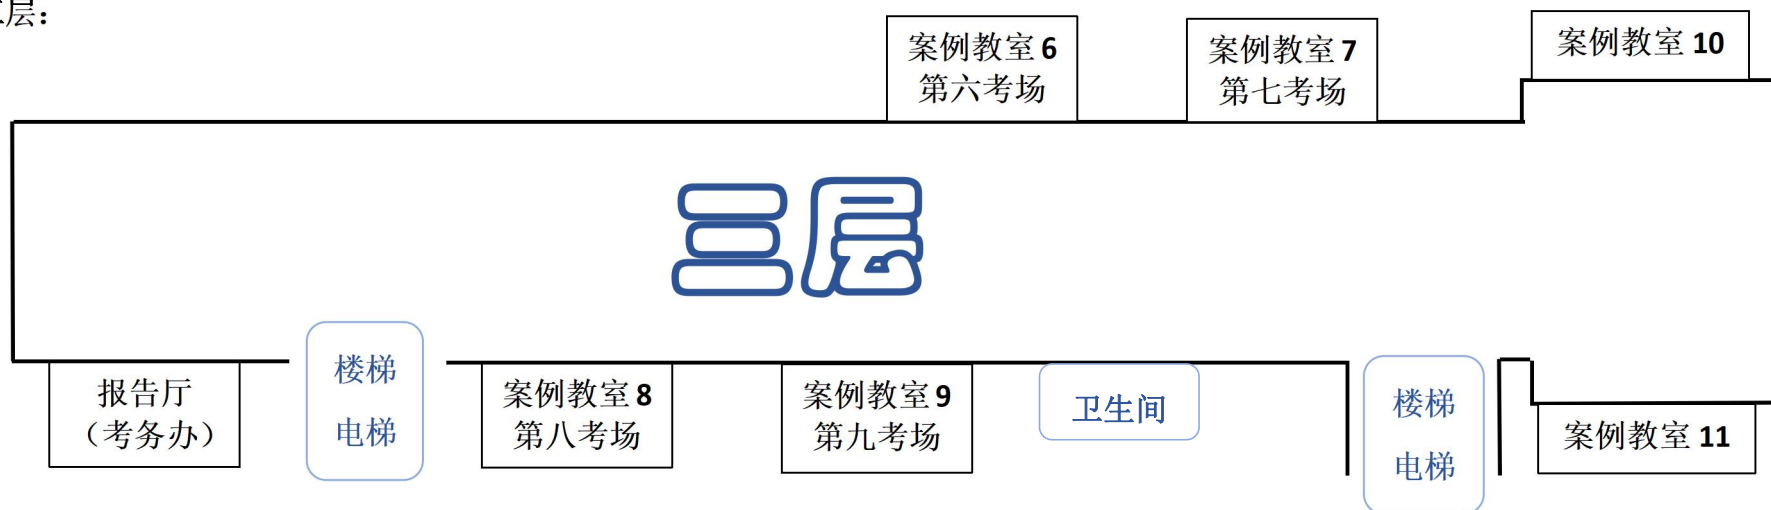 层：
案例教室 6
第六考场
案例教室 7
第七考场
案例教室 10
三层
报告厅
（考务办）
楼梯
电梯
案例教室 8
第八考场
案例教室 9
第九考场
卫生间
楼梯
电梯
案例教室 11